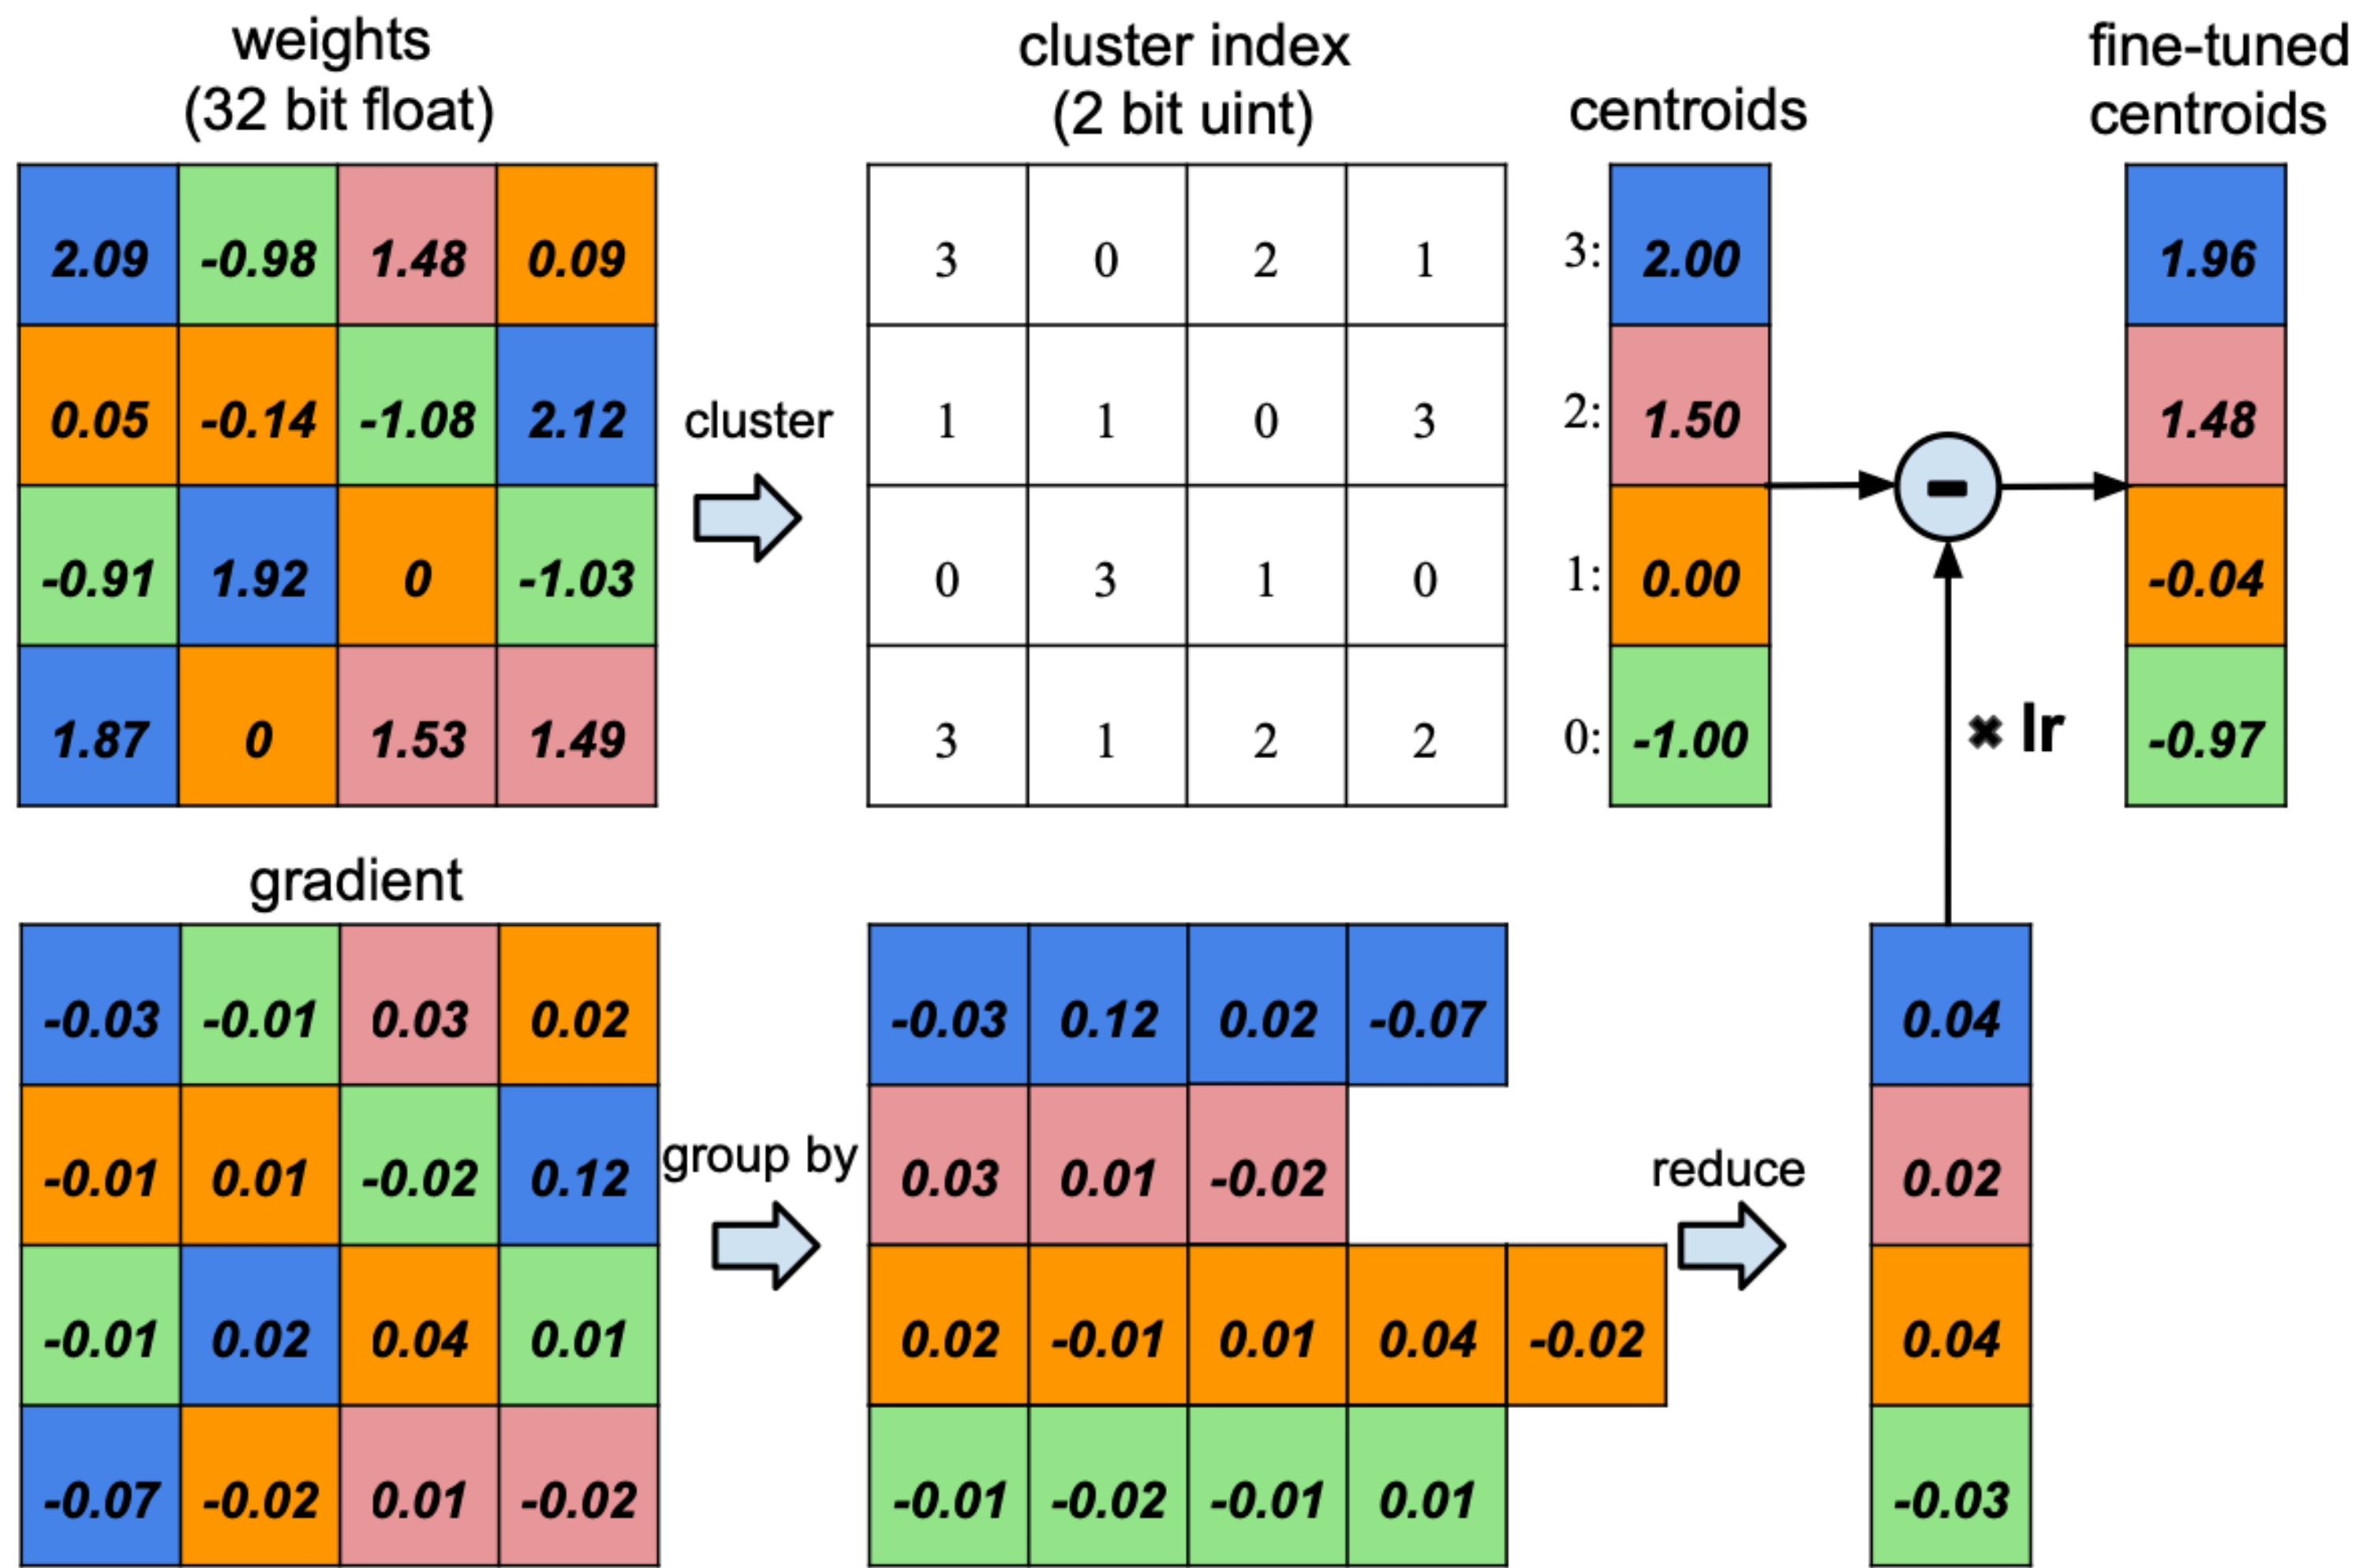 weights
(32 bit float)
cluster index
(2 bit uint)
centroids
fine-tuned
centroids
2.09 -0.98 1.48 0.09
0.05 -0.14 -1.08 2.12
-0.91 1.92 0 -1.03
1.87 0 1.53 1.49
cluster
3 0 2 1
1 1 0 3
0 3 1 0
3 1 2 2
3: 2.00
2: 1.50
1: 0.00
0: -1.00
-
× lr
1.96
1.48
-0.04
-0.97
gradient
-0.03 -0.01 0.03 0.02
-0.01 0.01 -0.02 0.12
-0.01 0.02 0.04 0.01
-0.07 -0.02 0.01 -0.02
group by
-0.03 0.12 0.02 -0.07
0.03 0.01 -0.02
0.02 -0.01 0.01 0.04 -0.02
-0.01 -0.02 -0.01 0.01
reduce
0.04
0.02
0.04
-0.03